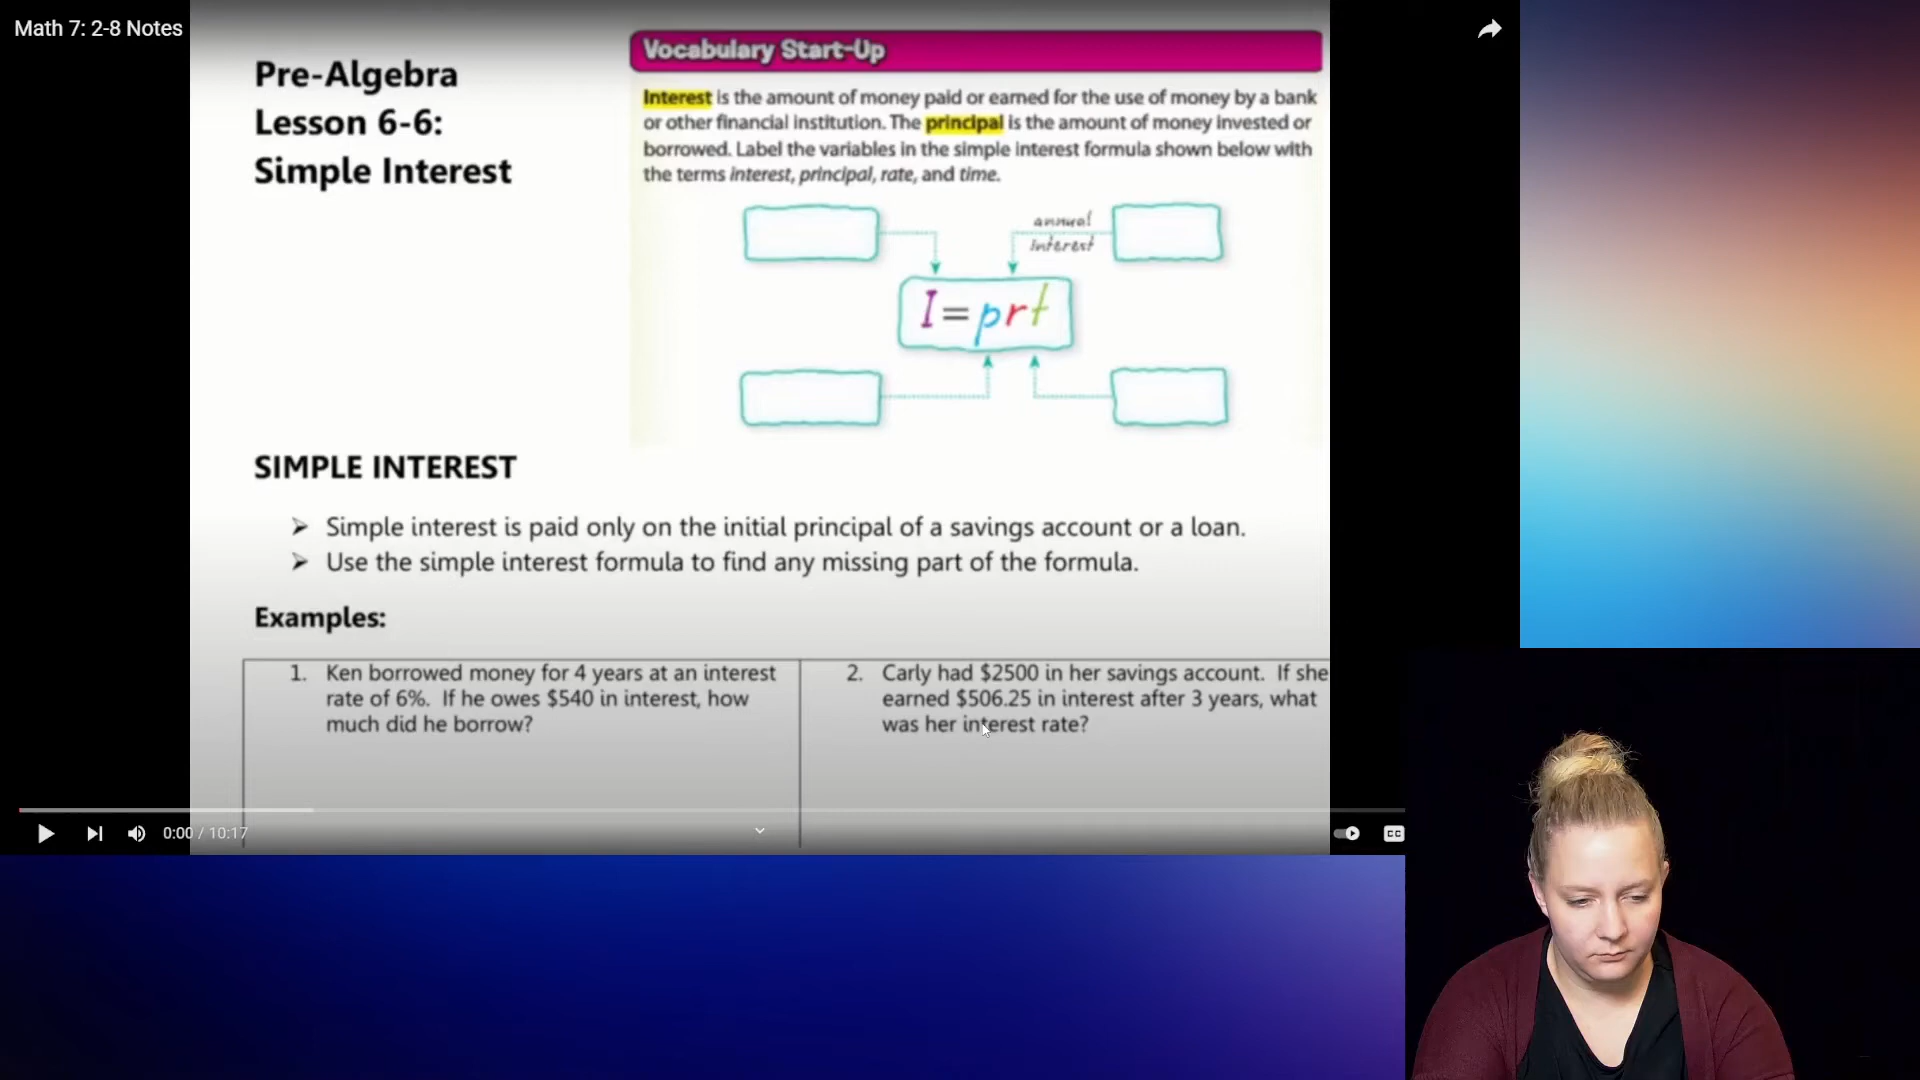 Math 7: 2-8 Notes
Pre-Algebra
Lesson 6-6:
Simple Interest
Vocabulary Start-Up
Interest is the amount of money paid or earned for the use of money by a bank
or other financial institution. The principal is the amount of money invested or
borrowed. Label the variables in the simple interest formula shown below with
the terms interest, principal, rate, and time.
annual
interest
I=prt
SIMPLE INTEREST
➤ Simple interest is paid only on the initial principal of a savings account or a loan.
➤ Use the simple interest formula to find any missing part of the formula.
Examples:
1. Ken borrowed money for 4 years at an interest
rate of 6%. If he owes $540 in interest, how
much did he borrow?
2. Carly had $2500 in her savings account. If she
earned $506.25 in interest after 3 years, what
was her interest rate?
0:00 / 10:17
CC